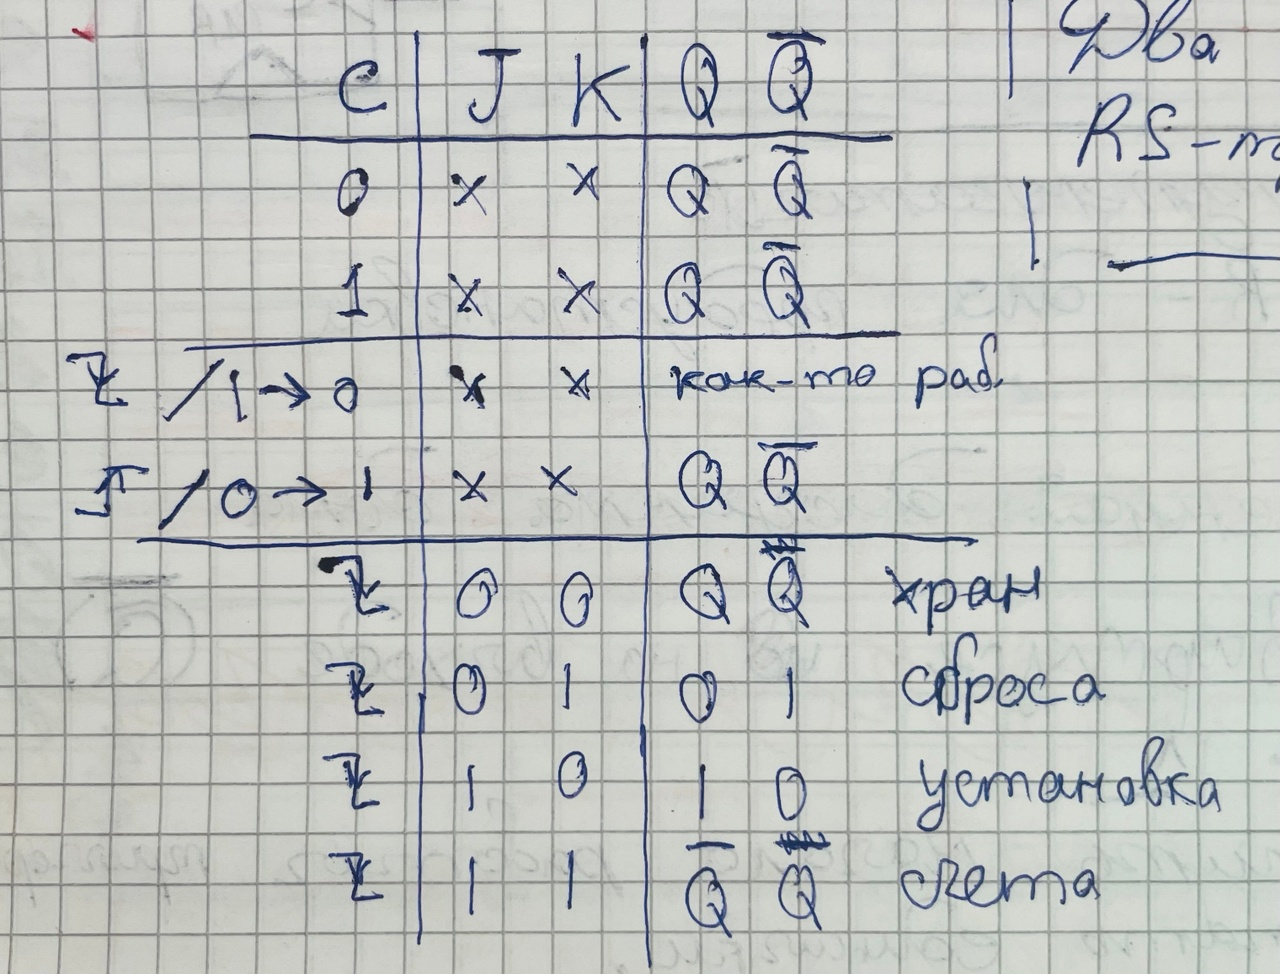 C J K Q Q̅
0 x x Q Q̅
1 x x Q Q̅
/ 1 → 0 x x как-то раб.
/ 0 → 1 x x Q Q̅
0 0 Q Q̅ хран
0 1 0 1 сброса
1 0 1 0 установка
1 1 Q̅ Q счета
Два
RS-т